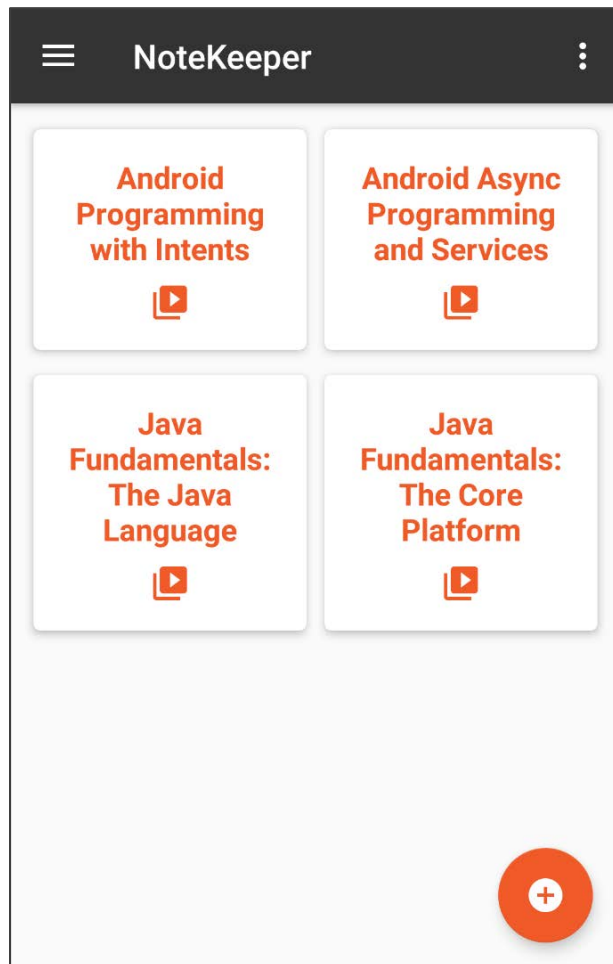 NoteKeeper
Android
Programming
with Intents
Android Async
Programming
and Services
Java
Fundamentals:
The Java
Language
Java
Fundamentals:
The Core
Platform